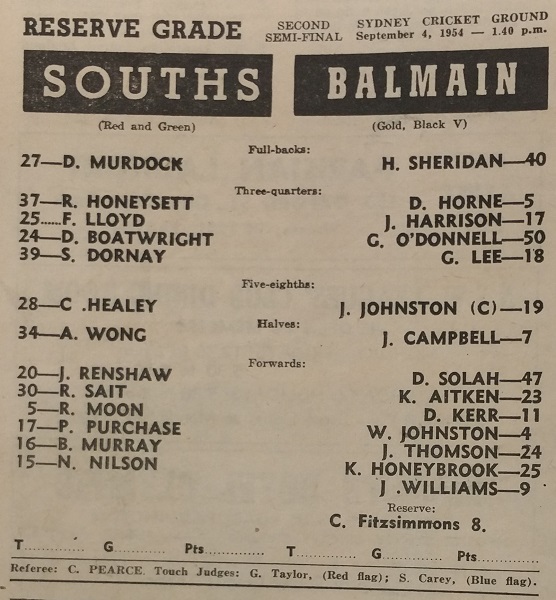 RESERVE GRADE SECOND SYDNEY CRICKET GROUND
SEMI-FINAL September 4, 1954 — 1.40 p.m.
SOUTHS BALMAIN
(Red and Green) (Gold, Black V)
Full-backs:
27—D. MURDOCK H. SHERIDAN—40
Three-quarters:
37—R. HONEYSETT D. HORNE—5
25......F. LLOYD J. HARRISON—17
24—D. BOATWRIGHT G. O'DONNELL—50
39—S. DORNAY G. LEE—18
Five-eighths:
28—C .HEALEY J. JOHNSTON (C)—19
Halves:
34—A. WONG J. CAMPBELL—7
Forwards:
20—J. RENSHAW D. SOLAH—47
30—R. SAIT K. AITKEN—23
5—R. MOON D. KERR—11
17—P. PURCHASE W. JOHNSTON—4
16—B. MURRAY J. THOMSON—24
15—N. NILSON K. HONEYBROOK—25
J .WILLIAMS—9
Reserve:
C. Fitzsimmons 8.
T............... G............. Pts............... T............... G............. Pts...............
Referee: C. PEARCE. Touch Judges: G. Taylor, (Red flag); S. Carey, (Blue flag).